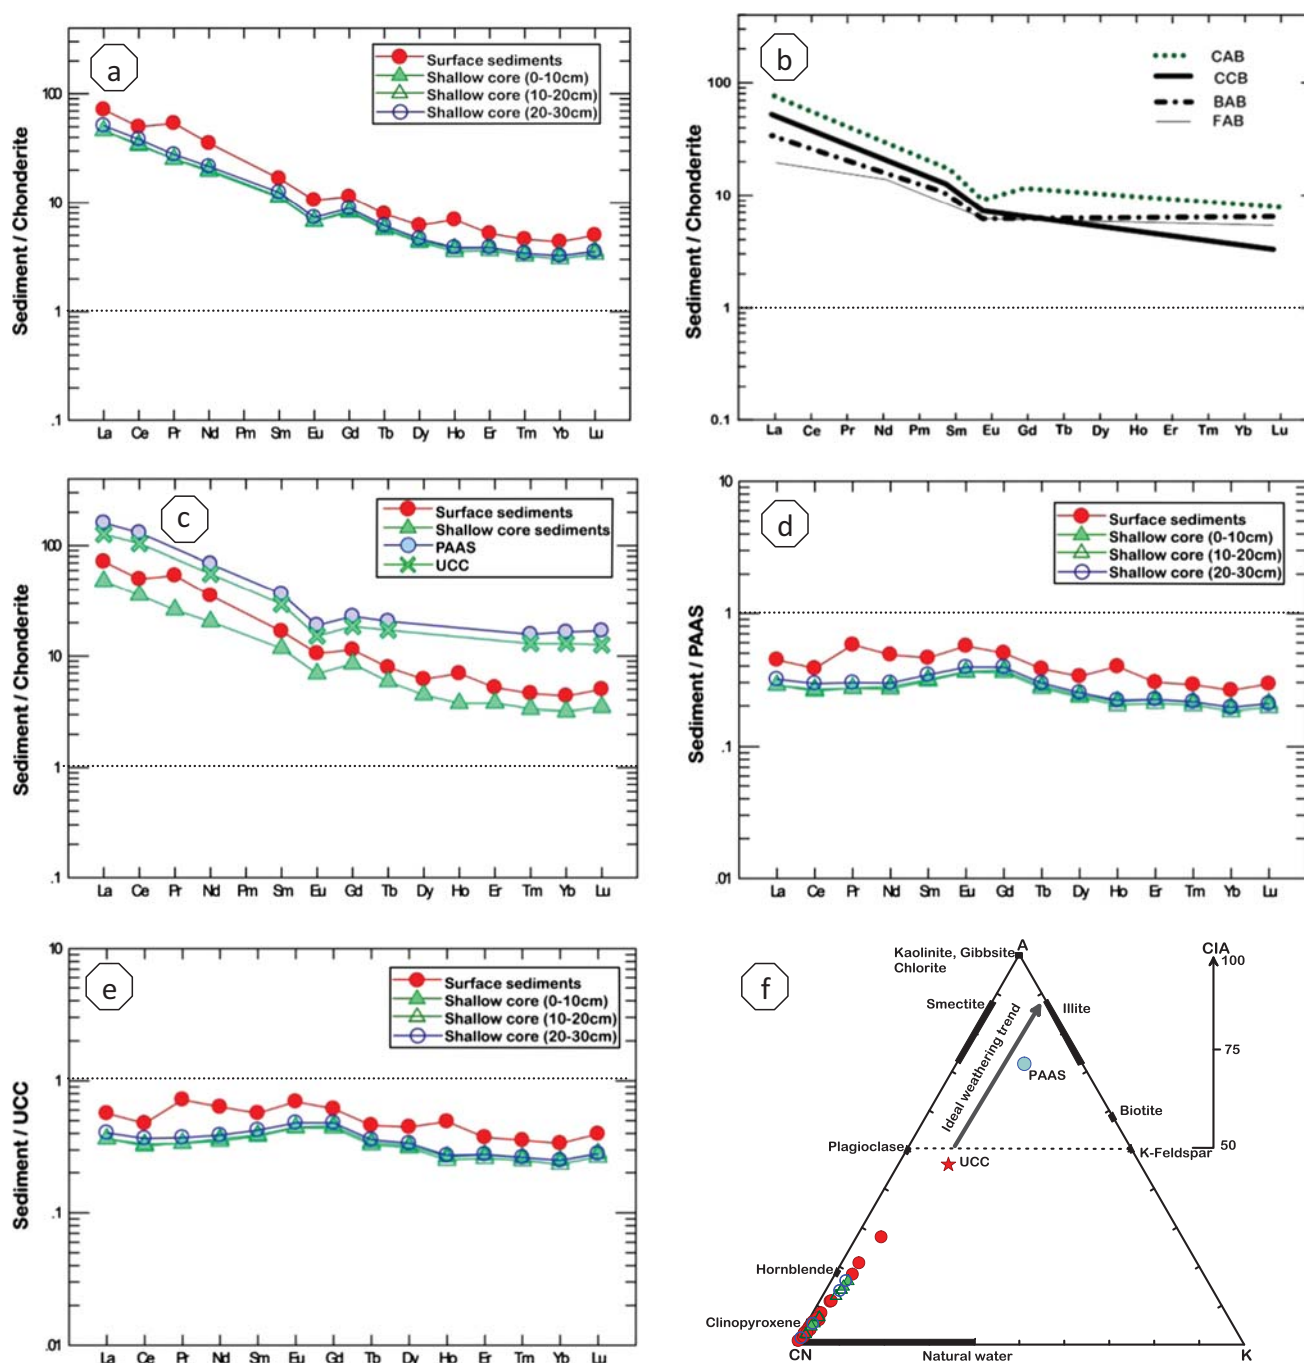 a
Surface sediments
Shallow core (0-10cm)
Shallow core (10-20cm)
Shallow core (20-30cm)
100
10
1
.1
Sediment / Chonderite
La Ce Pr Nd Pm Sm Eu Gd Tb Dy Ho Er Tm Yb Lu
b
CAB
CCB
BAB
FAB
100
10
1
0.1
Sediment / Chonderite
La Ce Pr Nd Pm Sm Eu Gd Tb Dy Ho Er Tm Yb Lu
c
Surface sediments
Shallow core sediments
PAAS
UCC
100
10
1
.1
Sediment / Chonderite
La Ce Pr Nd Pm Sm Eu Gd Tb Dy Ho Er Tm Yb Lu
d
Surface sediments
Shallow core (0-10cm)
Shallow core (10-20cm)
Shallow core (20-30cm)
10
1
.1
.01
Sediment / PAAS
La Ce Pr Nd Sm Eu Gd Tb Dy Ho Er Tm Yb Lu
e
Surface sediments
Shallow core (0-10cm)
Shallow core (10-20cm)
Shallow core (20-30cm)
10
1
0.1
.01
Sediment / UCC
La Ce Pr Nd Sm Eu Gd Tb Dy Ho Er Tm Yb Lu
f
A
CIA
100
Kaolinite, Gibbsite
Chlorite
Smectite
Illite
Ideal weathering trend
75
PAAS
Biotite
50
Plagioclase
K-Feldspar
UCC
Hornblende
Clinopyroxene
CN
Natural water
K